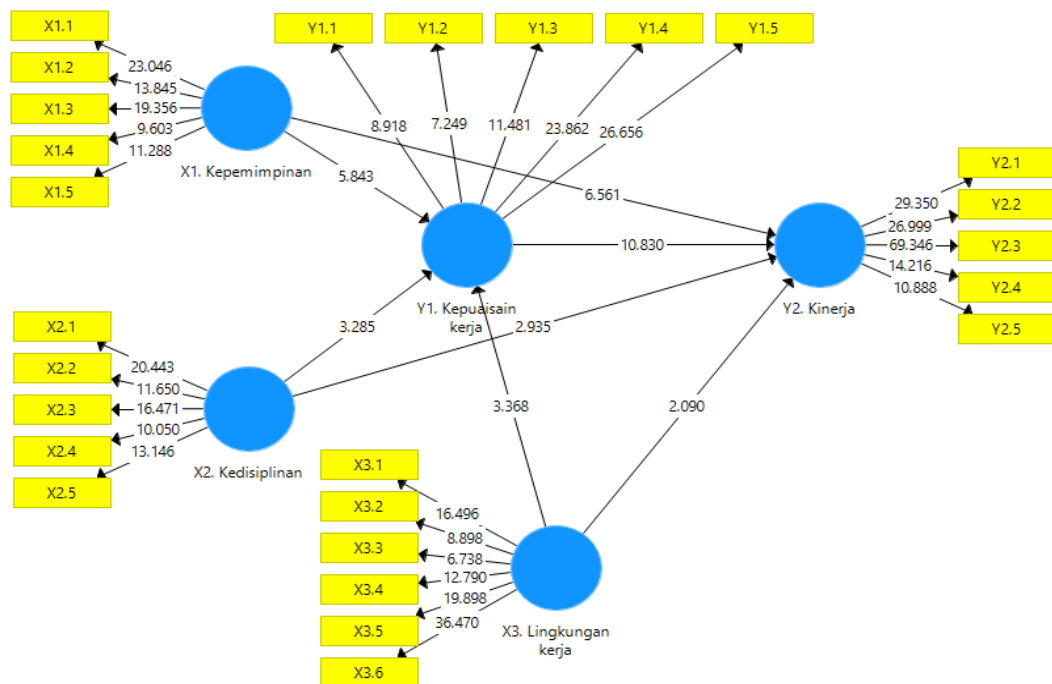 X1.1
X1.2
X1.3
X1.4
X1.5
23.046
13.845
19.356
9.603
11.288
X1. Kepemimpinan
Y1.1
Y1.2
Y1.3
Y1.4
Y1.5
8.918
7.249
11.481
23.862
26.656
5.843
6.561
Y1. Kepuaisain
kerja
10.830
Y2. Kinerja
29.350
26.999
69.346
14.216
10.888
Y2.1
Y2.2
Y2.3
Y2.4
Y2.5
X2.1
X2.2
X2.3
X2.4
X2.5
20.443
11.650
16.471
10.050
13.146
X2. Kedisiplinan
3.285
2.935
3.368
2.090
X3.1
X3.2
X3.3
X3.4
X3.5
X3.6
16.496
8.898
6.738
12.790
19.898
36.470
X3. Lingkungan
kerja